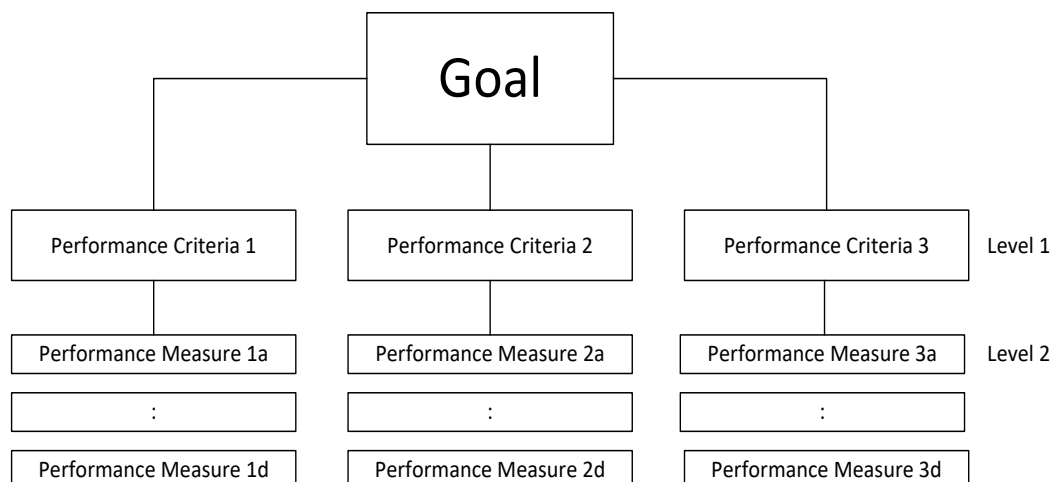 Goal
Performance Criteria 1
Performance Criteria 2
Performance Criteria 3
Level 1
Performance Measure 1a
Performance Measure 2a
Performance Measure 3a
Level 2
:
:
:
Performance Measure 1d
Performance Measure 2d
Performance Measure 3d